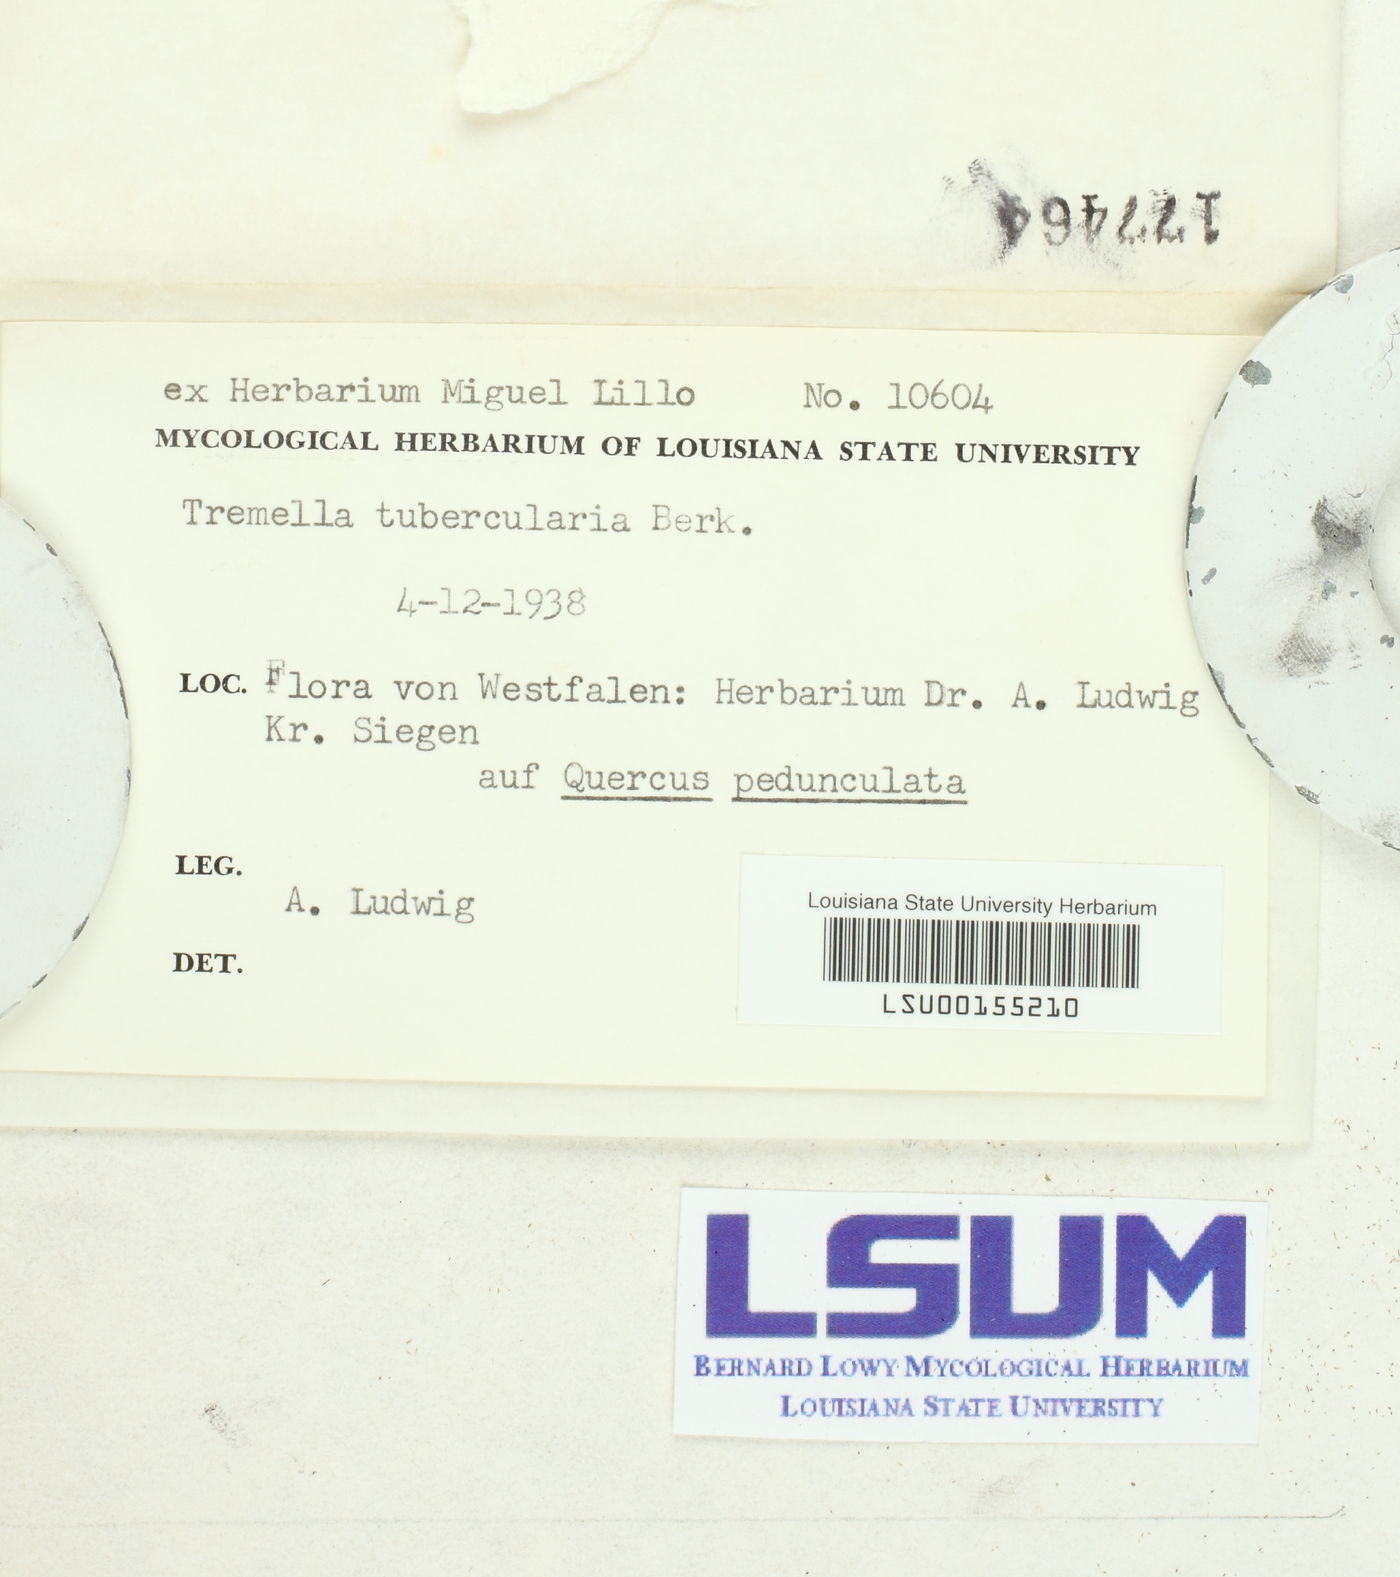 177464
ex Herbarium Miguel Lillo No. 10604
MYCOLOGICAL HERBARIUM OF LOUISIANA STATE UNIVERSITY
Tremella tubercularia Berk.
4-12-1938
LOC. Flora von Westfalen: Herbarium Dr. A. Ludwig
Kr. Siegen
auf Quercus pedunculata
LEG.
A. Ludwig
DET.
Louisiana State University Herbarium
LSU00155210
LSUM
BERNARD LOWY MYCOLOGICAL HERBARIUM
LOUISIANA STATE UNIVERSITY